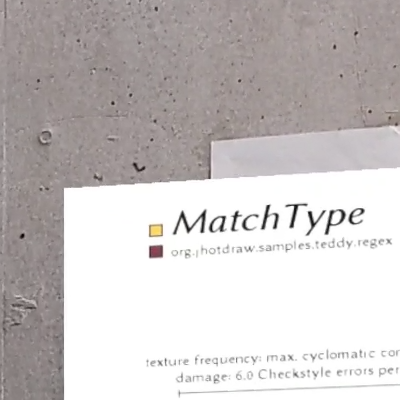 MatchType
org.jhotdraw.samples.teddy.regex
texture frequency: max. cyclomatic
damage: 6.0 Checkstyle errors per